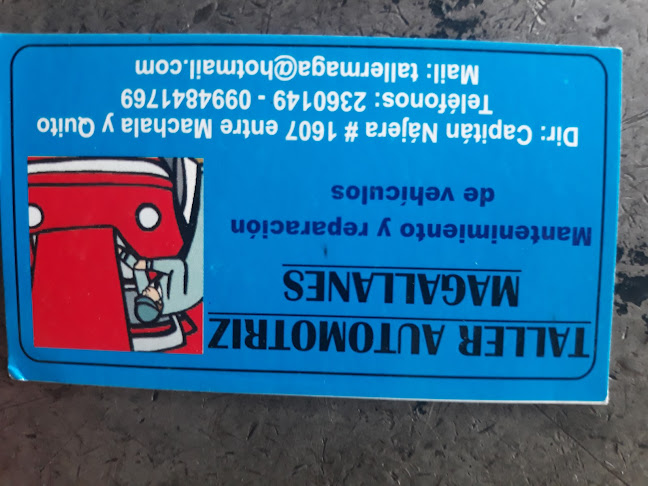 TALLER AUTOMOTRIZ
MAGALLANES
Mantenimiento y reparación
de vehículos
Dir: Capitán Nájera # 1607 entre Machala y Quito
Teléfonos: 2360149 - 0994841769
Mail: tallermaga@hotmail.com